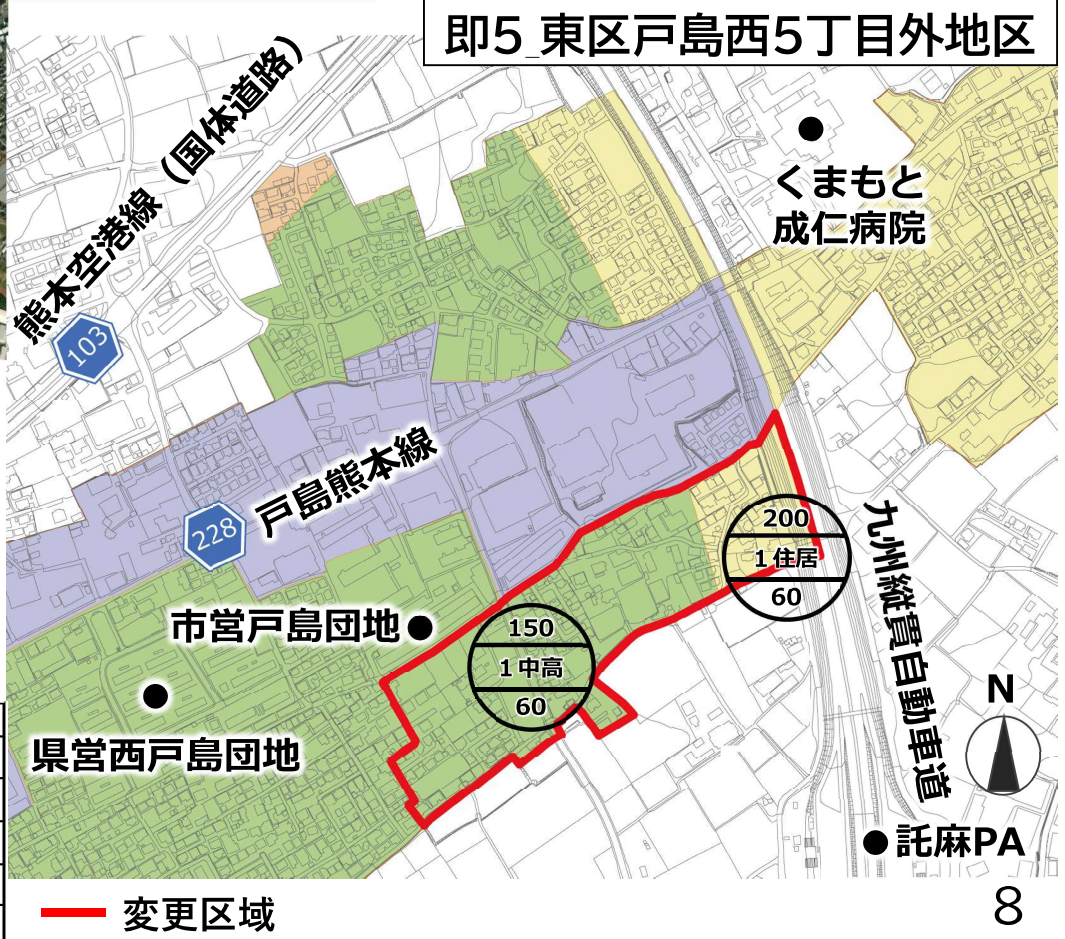 即5_東区戸島西5丁目外地区
熊本空港線（国体道路）
103
くまもと
成仁病院
戸島熊本線
228
200
1住居
60
九州縦貫自動車道
市営戸島団地
150
1中高
60
県営西戸島団地
N
託麻PA
変更区域
8